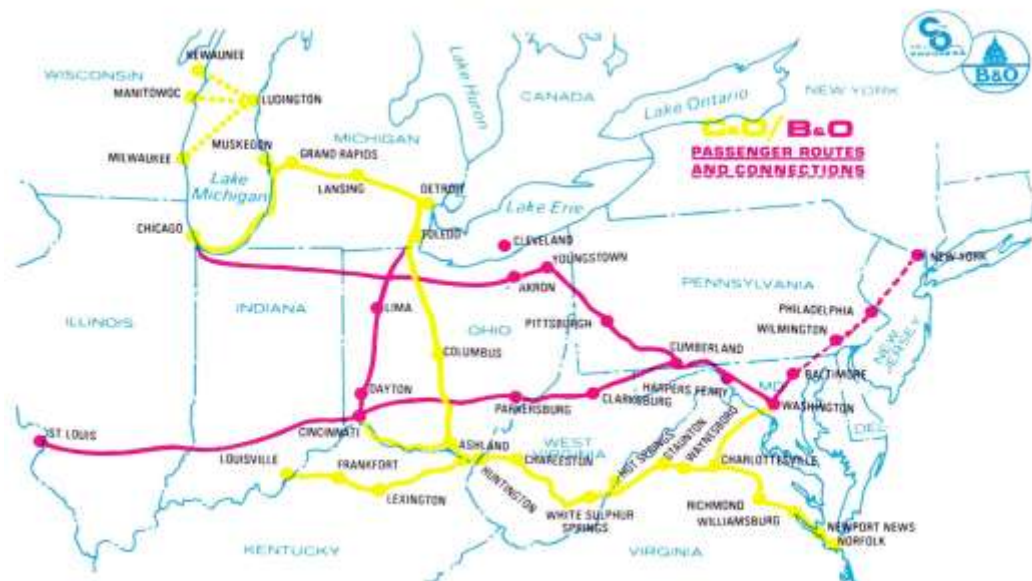 KEWAUNEE
WISCONSIN
MANITOWOC
LUDINGTON
MILWAUKEE
MUSKEGON
MICHIGAN
GRAND RAPIDS
LANSING
Lake
Michigan
CHICAGO
DETROIT
TOLEDO
Lake Huron
CANADA
Lake Ontario
NEW YORK
C&O
B&O
C&O/B&O
PASSENGER ROUTES
AND CONNECTIONS
Lake Erie
CLEVELAND
YOUNGSTOWN
AKRON
NEW YORK
PENNSYLVANIA
PHILADELPHIA
WILMINGTON
NEW
JERSEY
ILLINOIS
INDIANA
LIMA
OHIO
PITTSBURGH
COLUMBUS
CUMBERLAND
HARPERS FERRY
MD
BALTIMORE
WASHINGTON
DEL
DAYTON
PARKERSBURG
CLARKSBURG
CINCINNATI
ST LOUIS
LOUISVILLE
FRANKFORT
LEXINGTON
ASHLAND
HUNTINGTON
WEST
VIRGINIA
CHARLESTON
WHITE SULPHUR
SPRINGS
HOT SPRINGS
STAUNTON
WAYNESBORO
CHARLOTTESVILLE
RICHMOND
WILLIAMSBURG
NEWPORT NEWS
NORFOLK
KENTUCKY
VIRGINIA